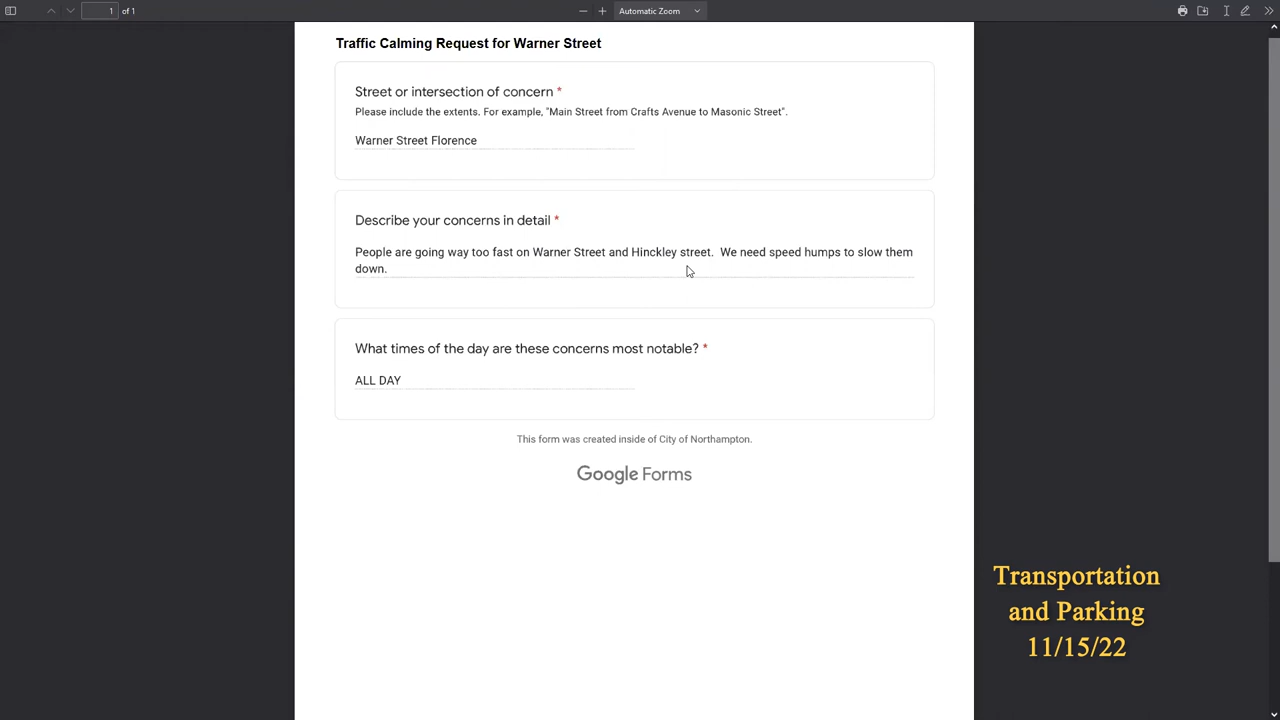 1 of 1
Automatic Zoom
Traffic Calming Request for Warner Street
Street or intersection of concern *
Please include the extents. For example, "Main Street from Crafts Avenue to Masonic Street".
Warner Street Florence
Describe your concerns in detail *
People are going way too fast on Warner Street and Hinckley street.  We need speed humps to slow them
down.
What times of the day are these concerns most notable? *
ALL DAY
This form was created inside of City of Northampton.
Google Forms
Transportation
and Parking
11/15/22